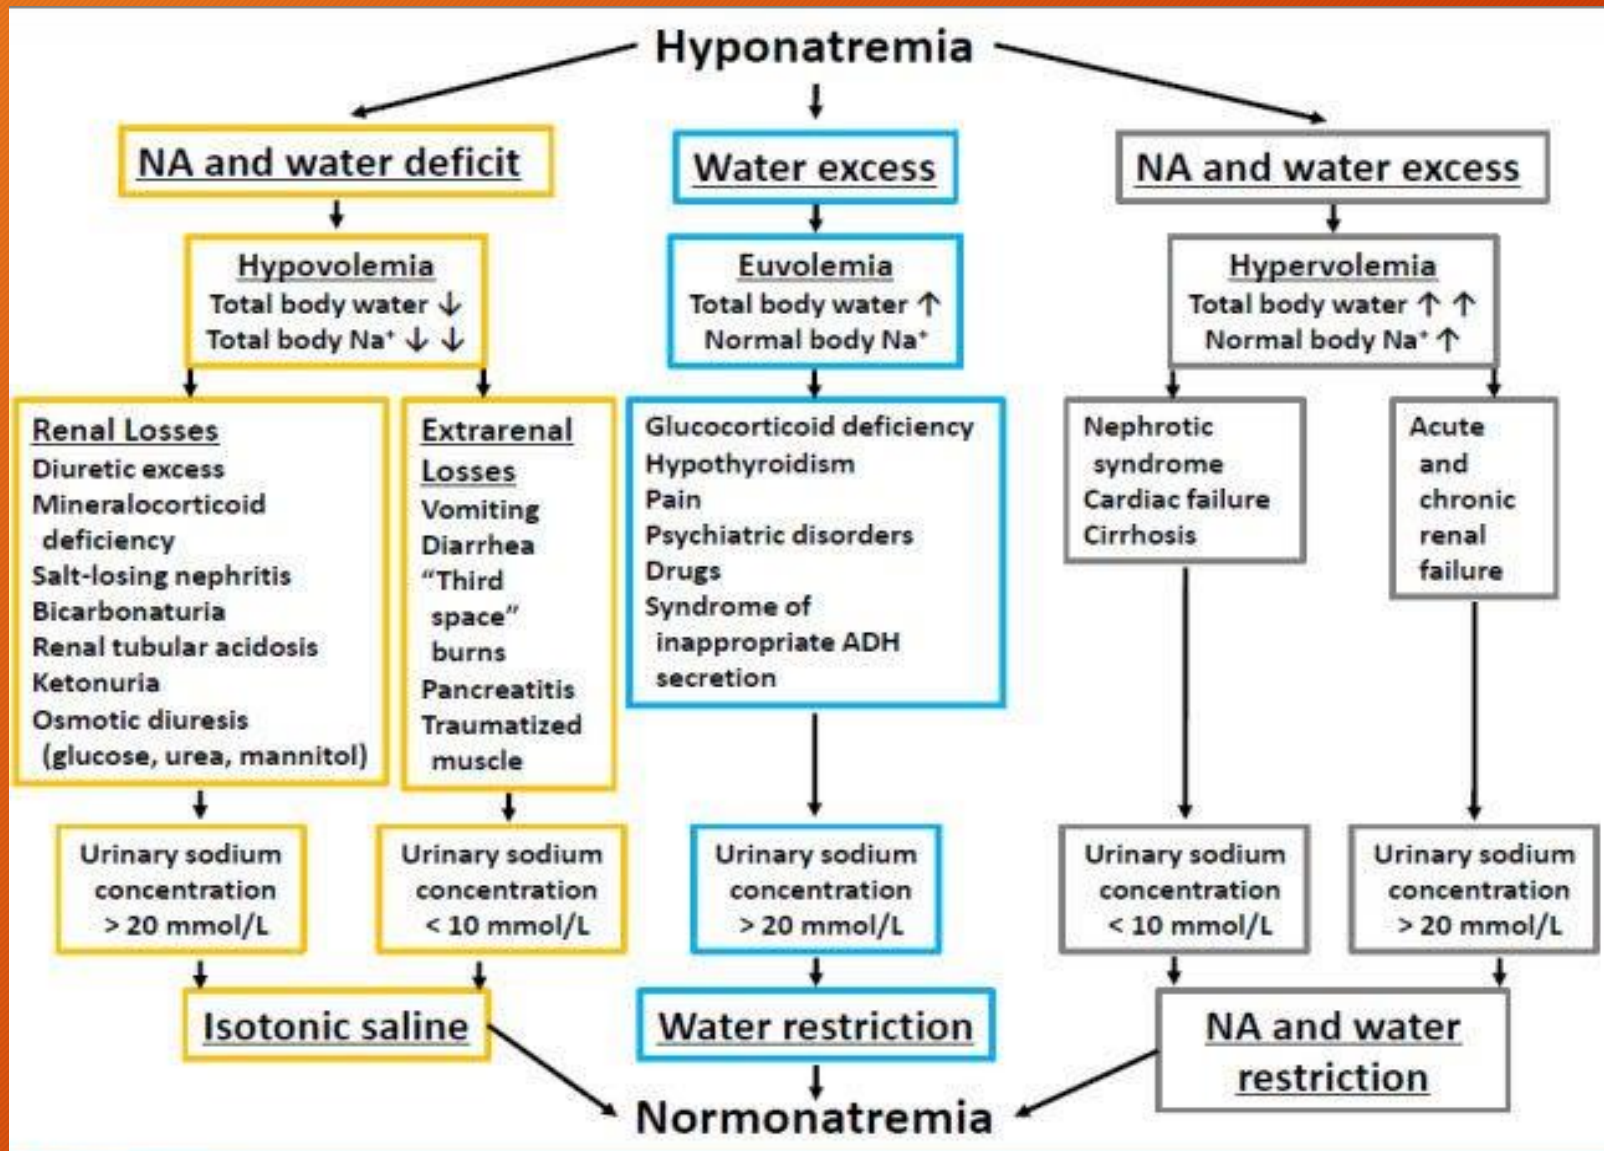 Hyponatremia
NA and water deficit
Hypovolemia
Total body water ↓
Total body Na⁺ ↓ ↓
Renal Losses
Diuretic excess
Mineralocorticoid
deficiency
Salt-losing nephritis
Bicarbonaturia
Renal tubular acidosis
Ketonuria
Osmotic diuresis
(glucose, urea, mannitol)
Urinary sodium
concentration
> 20 mmol/L
Extrarenal
Losses
Vomiting
Diarrhea
“Third
space”
burns
Pancreatitis
Traumatized
muscle
Urinary sodium
concentration
< 10 mmol/L
Isotonic saline
Water excess
Euvolemia
Total body water ↑
Normal body Na⁺
Glucocorticoid deficiency
Hypothyroidism
Pain
Psychiatric disorders
Drugs
Syndrome of
inappropriate ADH
secretion
Urinary sodium
concentration
> 20 mmol/L
Water restriction
NA and water excess
Hypervolemia
Total body water ↑ ↑
Normal body Na⁺ ↑
Nephrotic
syndrome
Cardiac failure
Cirrhosis
Urinary sodium
concentration
< 10 mmol/L
Acute
and
chronic
renal
failure
Urinary sodium
concentration
> 20 mmol/L
NA and water
restriction
Normonatremia